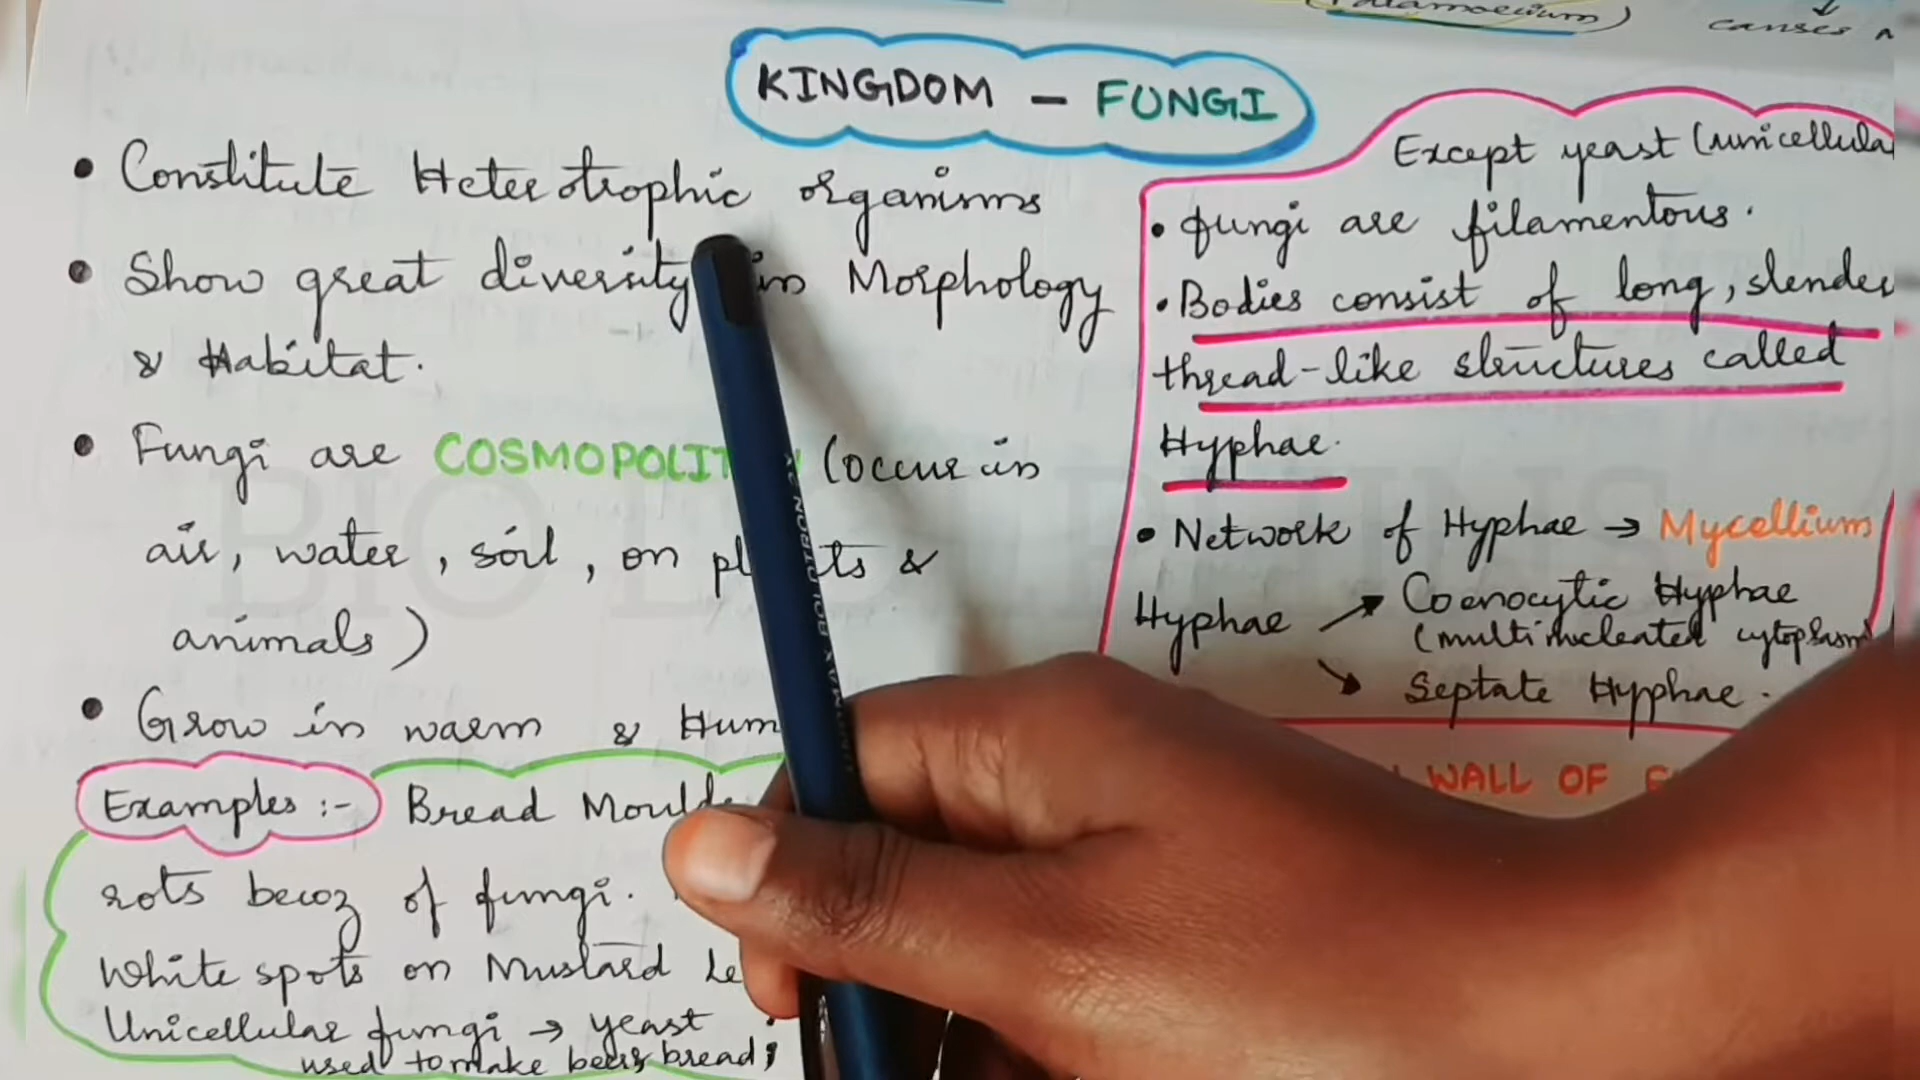 causes
KINGDOM – FUNGI
• Constitute Heterotrophic organisms
• Show great diversity in Morphology
& Habitat.
• Fungi are COSMOPOLIT (occur in
air, water, soil, on pl ts &
animals)
• Grow in warm & Hum
Examples :- Bread Mould
rots becoz of fungi.
White spots on Mustard Le
Unicellular fungi → yeast
used to make beer, bread,
Except yeast (unicellula
• fungi are filamentous.
• Bodies consist of long, slender
thread-like structures called
Hyphae.
• Network of Hyphae → Mycellium
Hyphae → Coenocytic Hyphae
(multinucleated cytoplasm)
→ Septate Hyphae.
WALL OF F
BIO D